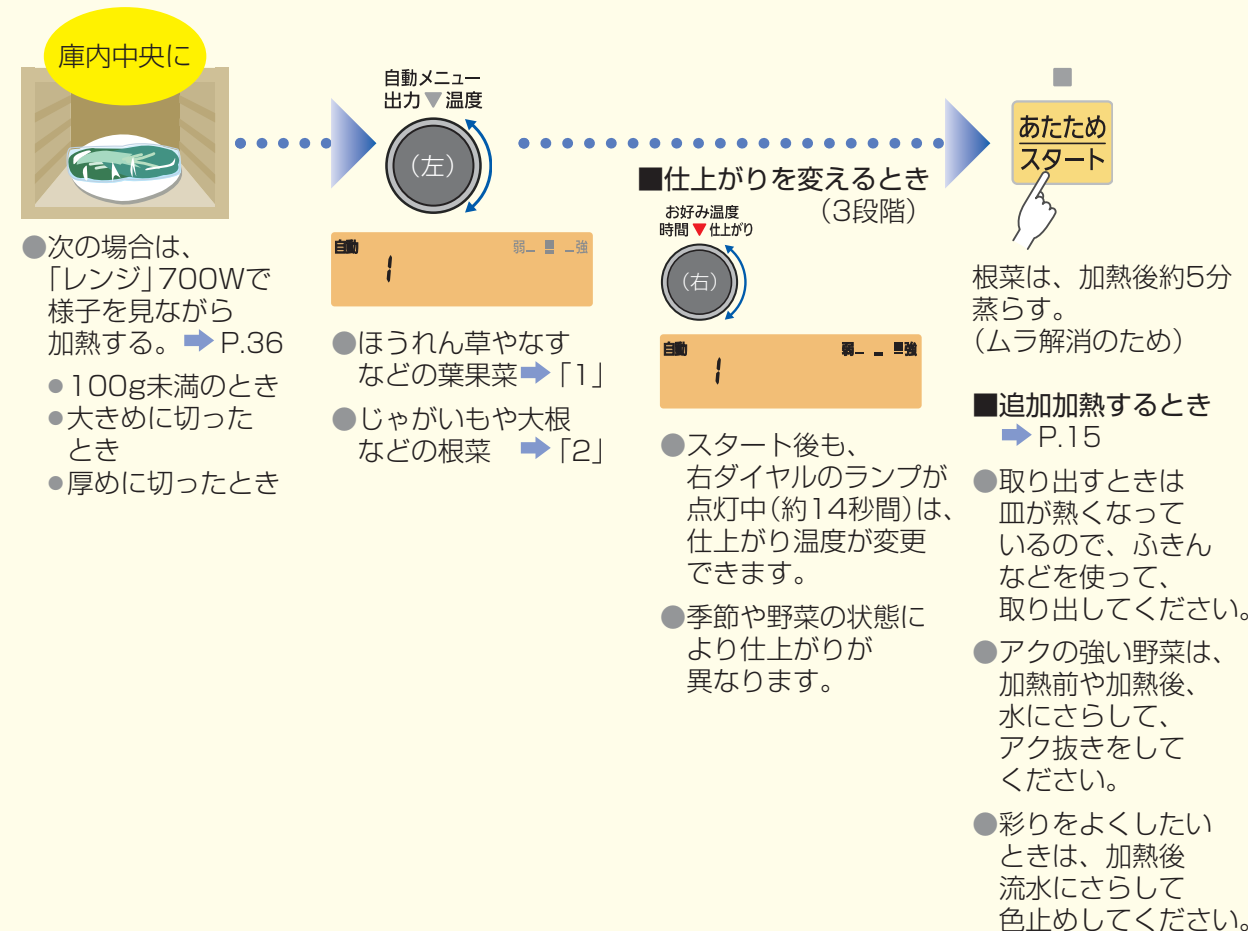 庫内中央に
●次の場合は、
「レンジ」700Wで
様子を見ながら
加熱する。➡ P.36
●100g未満のとき
●大きめに切った
とき
●厚めに切ったとき
自動メニュー
出力▼温度
（左）
自動 弱 強
1
●ほうれん草やなす
などの葉果菜➡「1」
●じゃがいもや大根
などの根菜 ➡「2」
■仕上がりを変えるとき
（3段階）
お好み温度
時間▼仕上がり
（右）
自動 弱 強
1
●スタート後も、
右ダイヤルのランプが
点灯中（約14秒間）は、
仕上がり温度が変更
できます。
●季節や野菜の状態に
より仕上がりが
異なります。
あたため
スタート
根菜は、加熱後約5分
蒸らす。
（ムラ解消のため）
■追加加熱するとき
➡ P.15
●取り出すときは
皿が熱くなって
いるので、ふきん
などを使って、
取り出してください。
●アクの強い野菜は、
加熱前や加熱後、
水にさらして、
アク抜きをして
ください。
●彩りをよくしたい
ときは、加熱後
流水にさらして
色止めしてください。